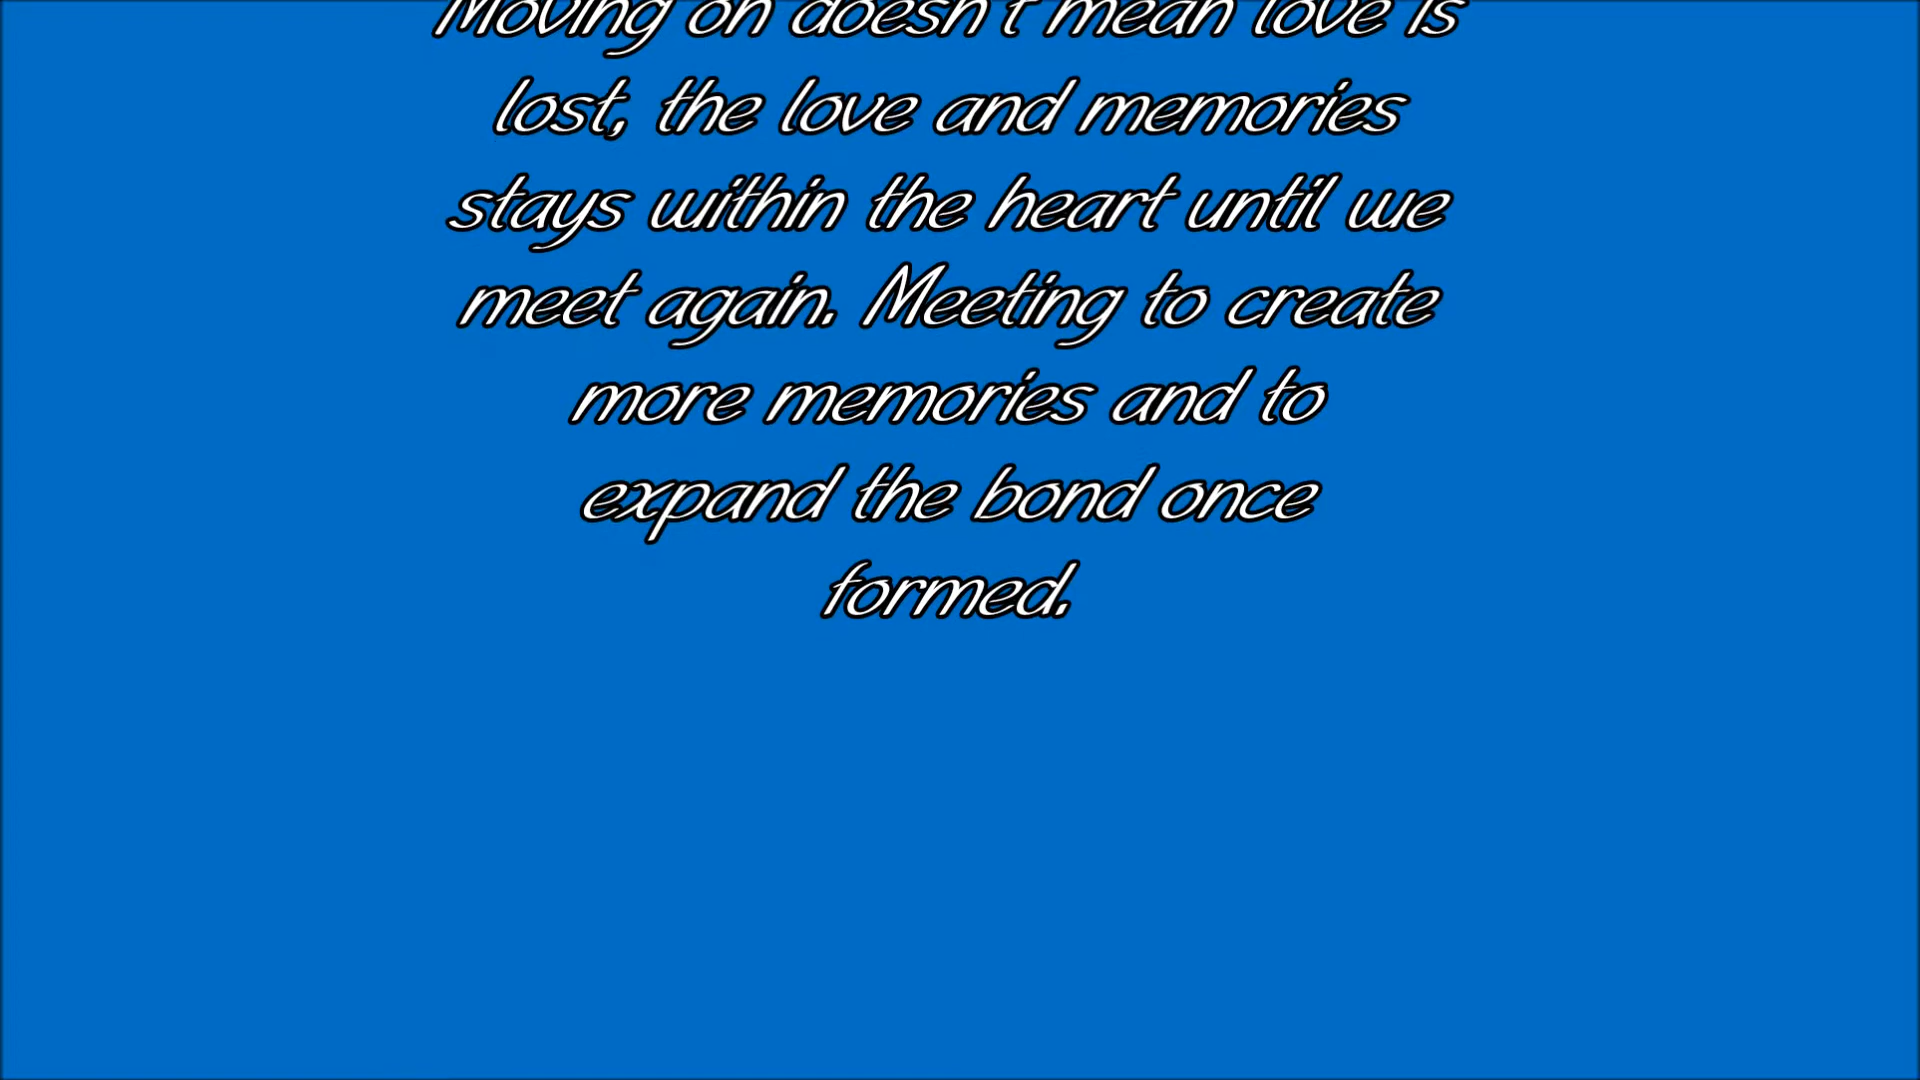 Moving on doesn't mean love is
lost, the love and memories
stays within the heart until we
meet again. Meeting to create
more memories and to
expand the bond once
formed.